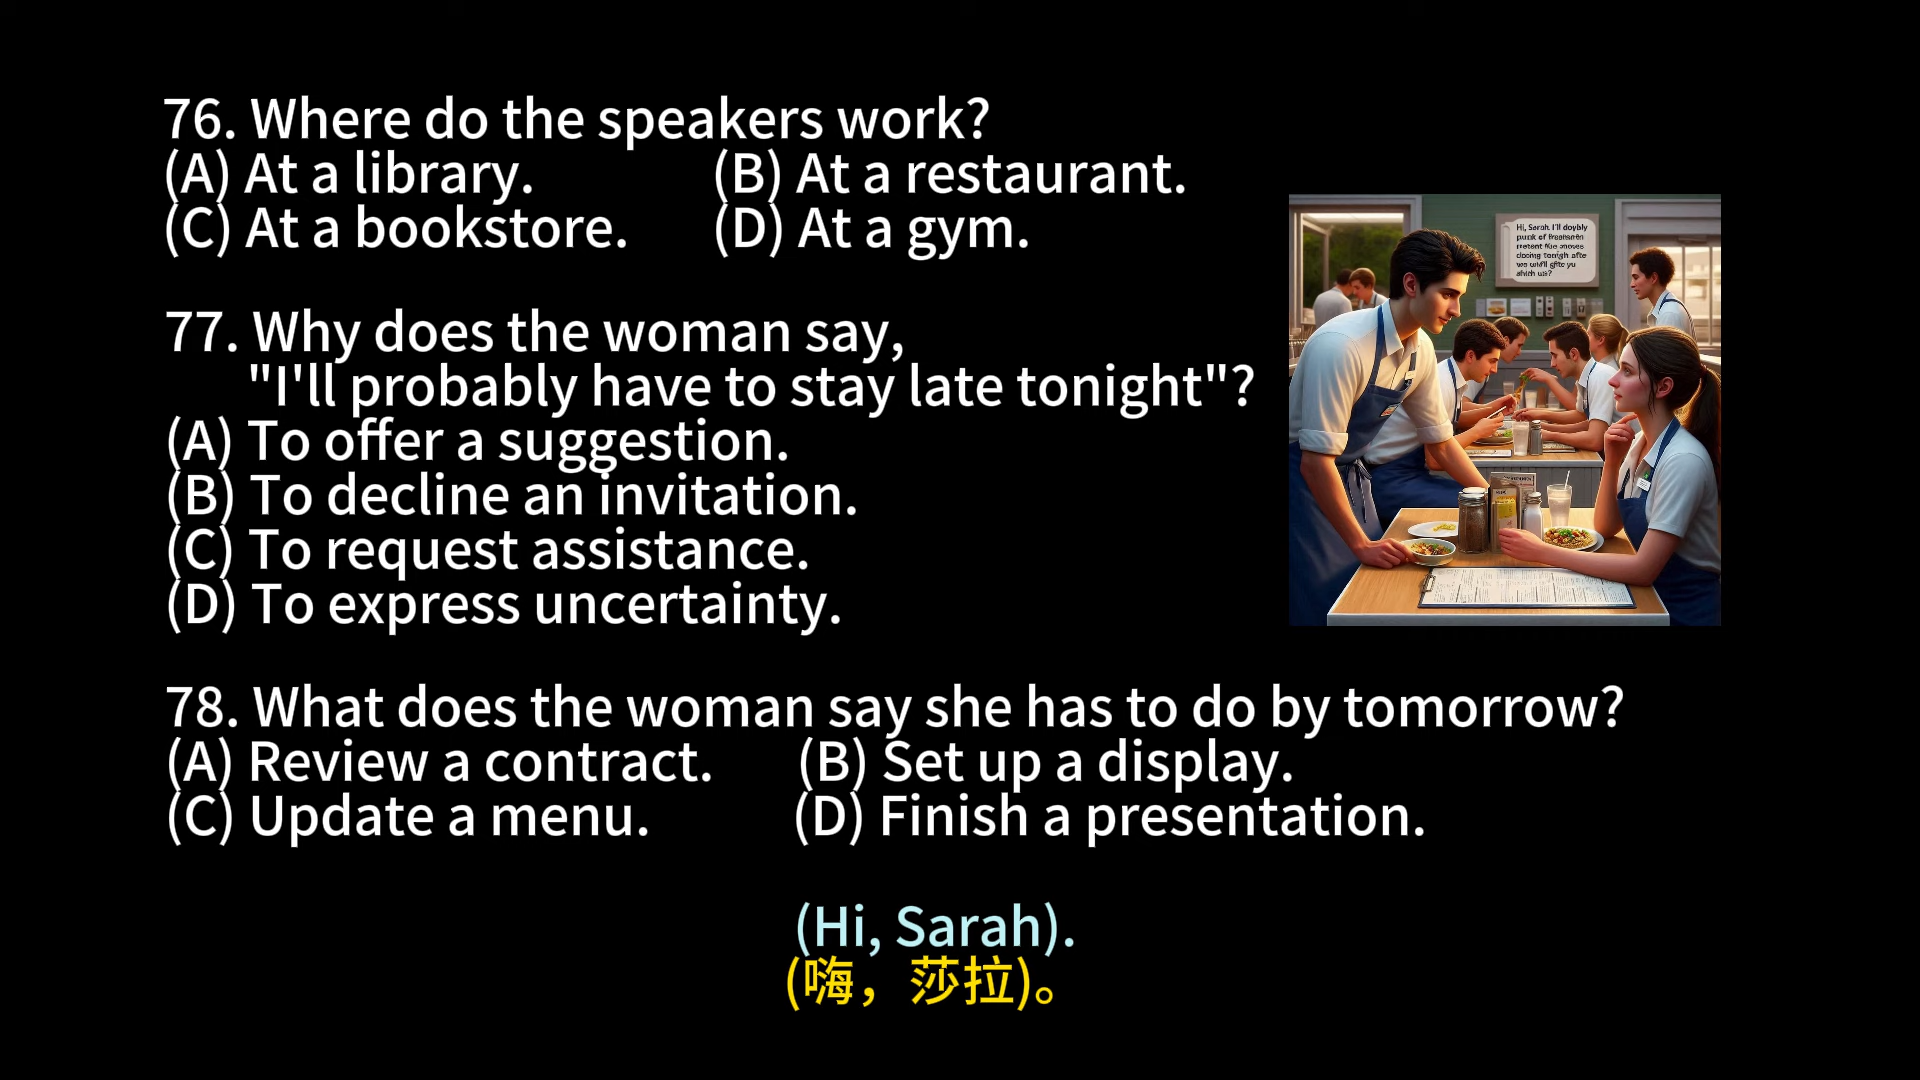 76. Where do the speakers work?
(A) At a library. (B) At a restaurant.
(C) At a bookstore. (D) At a gym.
77. Why does the woman say,
"I'll probably have to stay late tonight"?
(A) To offer a suggestion.
(B) To decline an invitation.
(C) To request assistance.
(D) To express uncertainty.
78. What does the woman say she has to do by tomorrow?
(A) Review a contract. (B) Set up a display.
(C) Update a menu. (D) Finish a presentation.
(Hi, Sarah).
(嗨，莎拉)。
Hi, Sarah. I'll